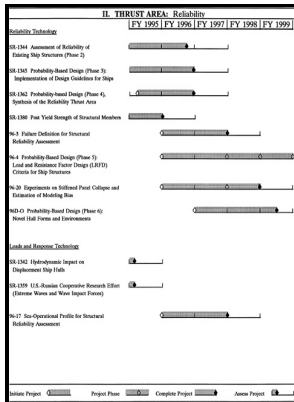 II. THRUST AREA: Reliability
FY 1995 FY 1996 FY 1997 FY 1998 FY 1999
Reliability Technology
SR-1344 Assessment of Reliability of
Existing Ship Structures (Phase 2)
SR-1345 Probability-Based Design (Phase 3):
Implementation of Design Guidelines for Ships
SR-1362 Probability-based Design (Phase 4),
Synthesis of the Reliability Thrust Area
SR-1380 Post Yield Strength of Structural Members
96-3 Failure Definition for Structural
Reliability Assessment
96-4 Probability-Based Design (Phase 5):
Load and Resistance Factor Design (LRFD)
Criteria for Ship Structures
96-20 Experiments on Stiffened Panel Collapse and
Estimation of Modeling Bias
96D-O Probability-Based Design (Phase 6):
Novel Hull Forms and Environments
Loads and Response Technology
SR-1342 Hydrodynamic Impact on
Displacement Ship Hulls
SR-1359 U.S.-Russian Cooperative Research Effort
(Extreme Waves and Wave Impact Forces)
96-17 Sea-Operational Profile for Structural
Reliability Assessment
Initiate Project Project Phase Complete Project Assess Project